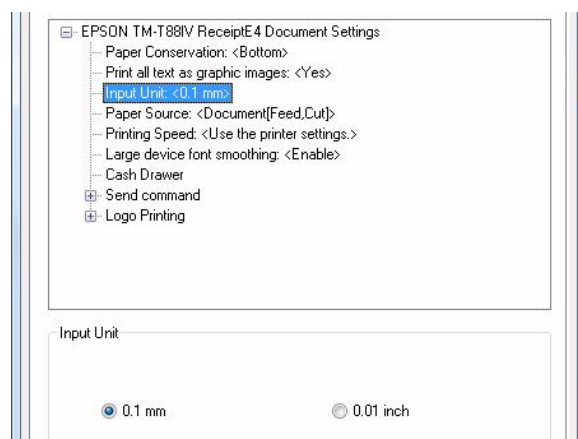 EPSON TM-T88IV ReceiptE4 Document Settings
Paper Conservation: <Bottom>
Print all text as graphic images: <Yes>
Input Unit: <0.1 mm>
Paper Source: <Document[Feed,Cut]>
Printing Speed: <Use the printer settings.>
Large device font smoothing: <Enable>
Cash Drawer
Send command
Logo Printing
Input Unit
0.1 mm 0.01 inch